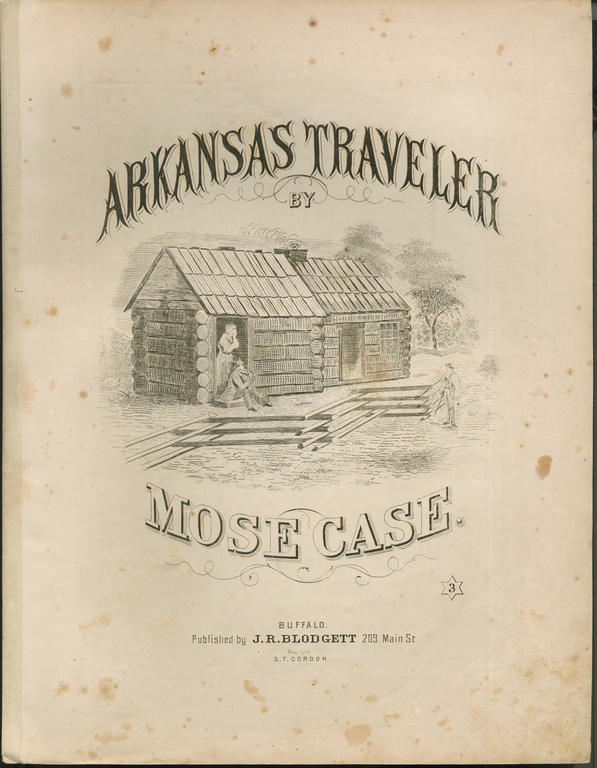 ARKANSAS TRAVELER
BY
MOSE CASE.
3
BUFFALO.
Published by J.R.BLODGETT 209 Main St
New York
S.T. GORDON